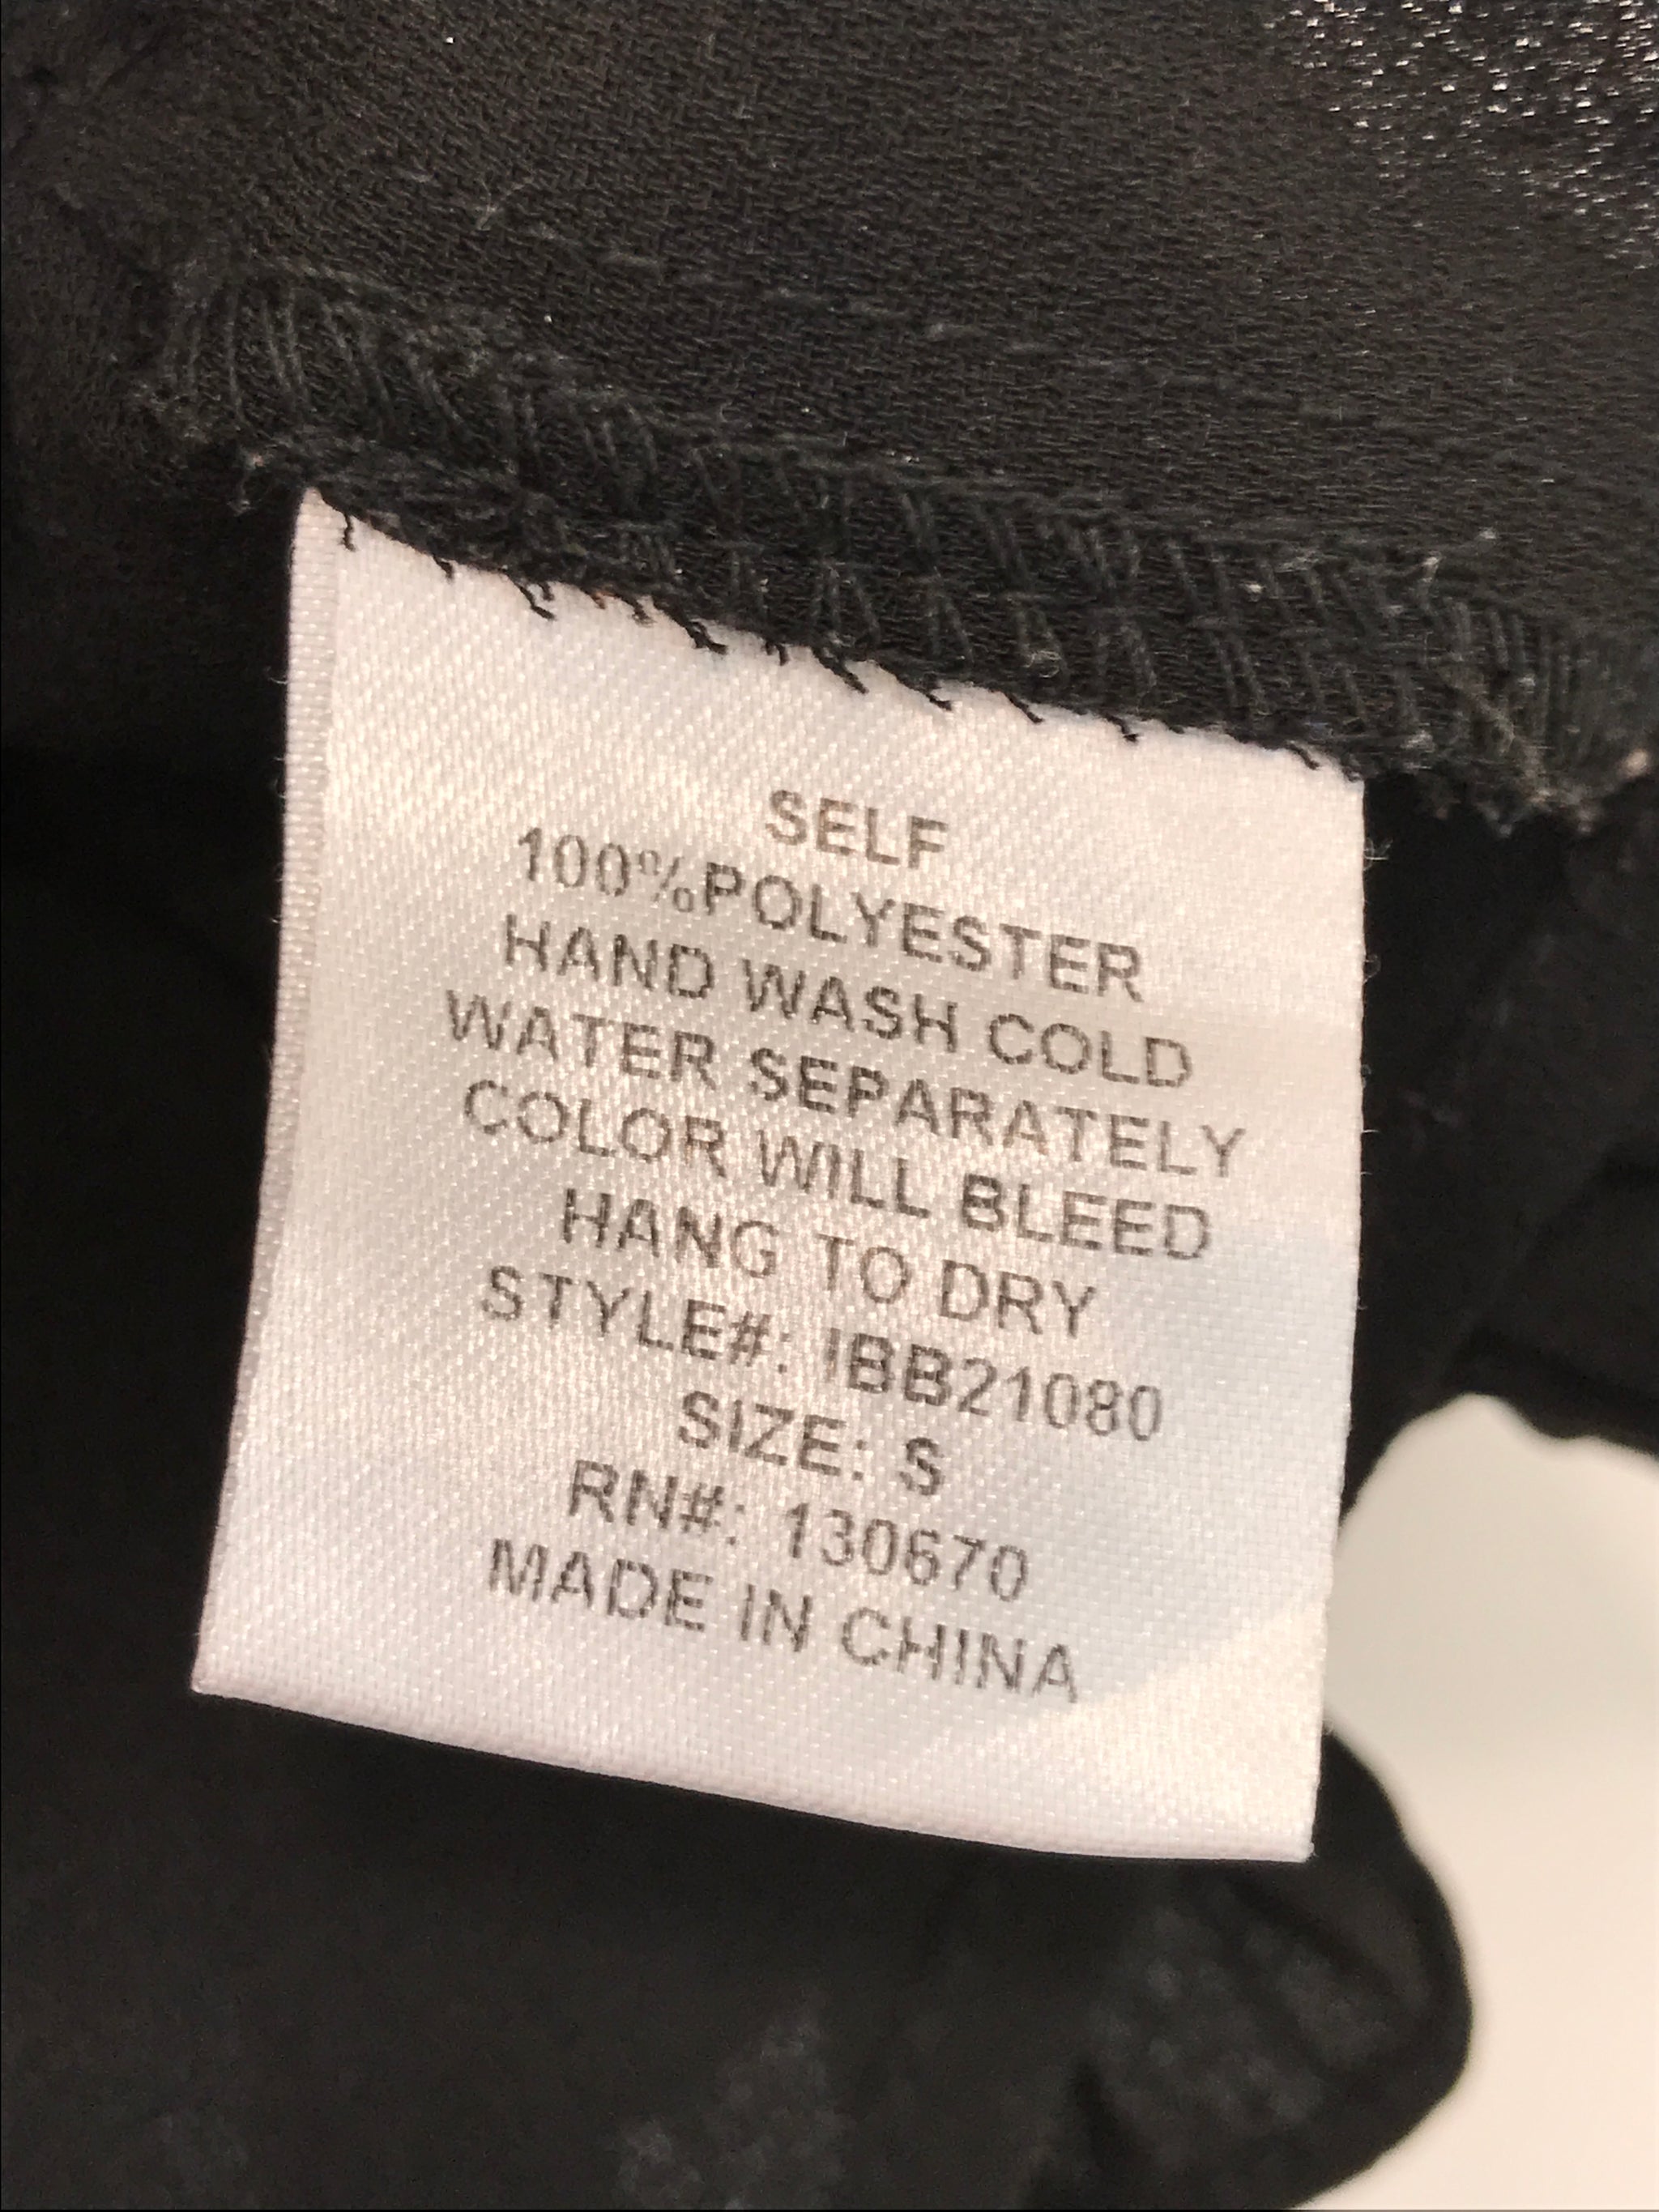 SELF
100%POLYESTER
HAND WASH COLD
WATER SEPARATELY
COLOR WILL BLEED
HANG TO DRY
STYLE#: IBB21080
SIZE: S
RN#: 130670
MADE IN CHINA